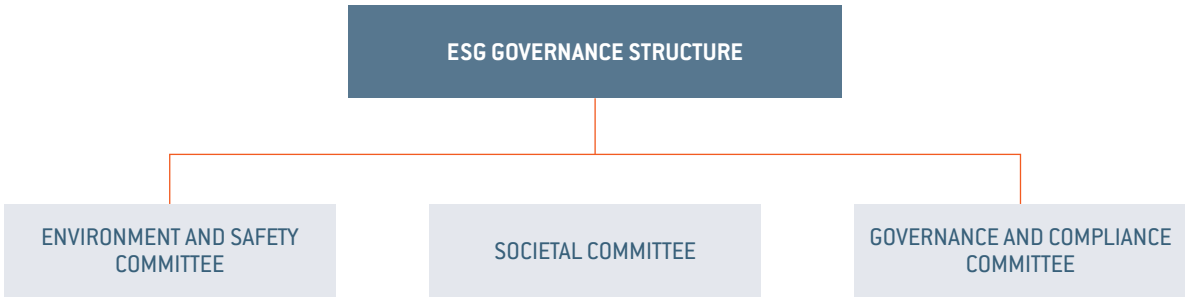 ESG GOVERNANCE STRUCTURE
ENVIRONMENT AND SAFETY
COMMITTEE
SOCIETAL COMMITTEE
GOVERNANCE AND COMPLIANCE
COMMITTEE